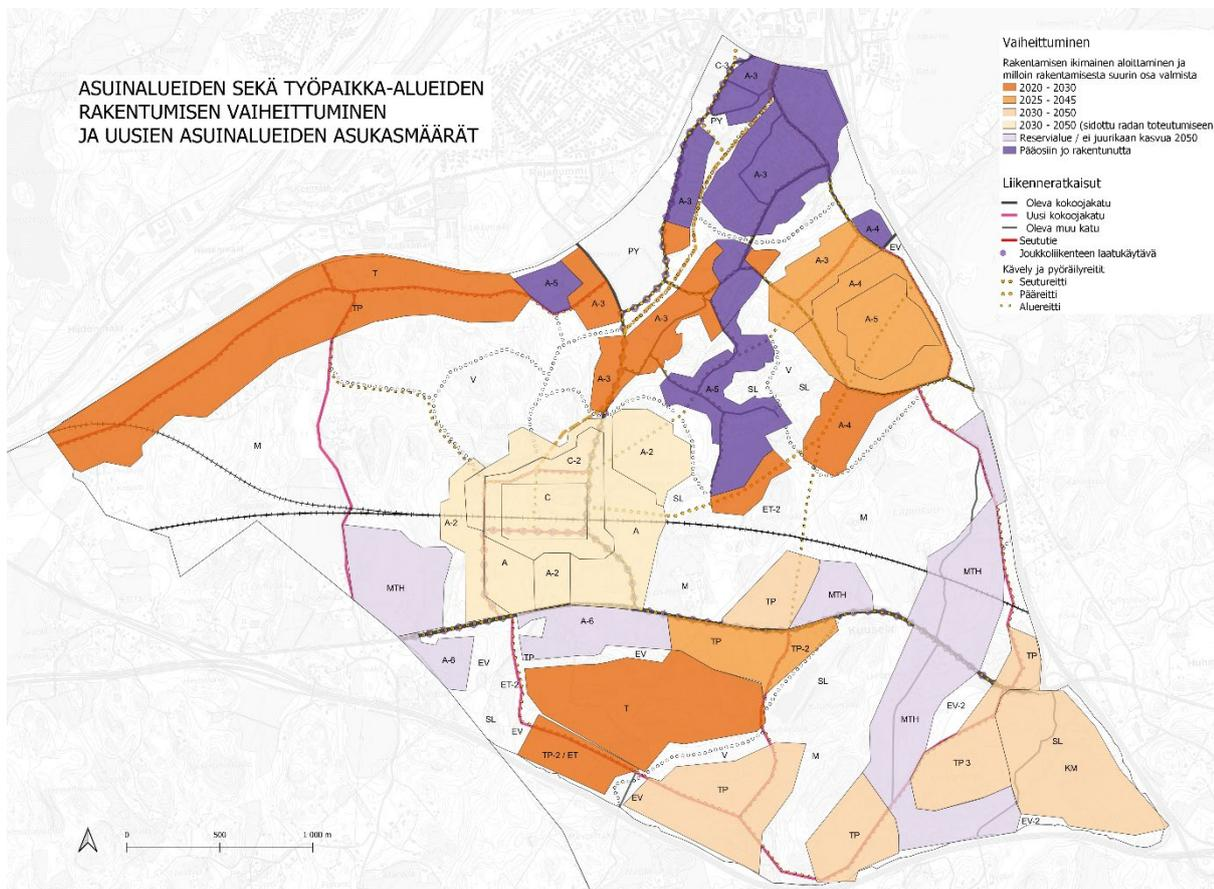 ASUINALUEIDEN SEKÄ TYÖPAIKKA-ALUEIDEN
RAKENTUMISEN VAIHEITTUMINEN
JA UUSIEN ASUINALUEIDEN ASUKASMÄÄRÄT
Vaiheittuminen
Rakentamisen ikimainen aloittaminen ja
milloin rakentamisesta suurin osa valmista
2020 - 2030
2025 - 2045
2030 - 2050
2030 - 2050 (sidottu radan toteutumiseen
Reservialue / ei juurikaan kasvua 2050
Pääosiin jo rakentunutta
Liikenneratkaisut
Oleva kokoojakatu
Uusi kokoojakatu
Oleva muu katu
Seututie
Joukkoliikenteen laatukäytävä
Kävely ja pyöräilyreitit
Seutureitti
Pääreitti
Aluereitti
C-3
A-3
PY
A-3
A-3
A-4
EV
PY
A-3
A-4
A-5
T
TP
A-5
A-3
A-3
A-3
V
A-5
SL
V
SL
A-4
M
C-2
A-2
C
SL
ET-2
M
A-2
A
A
A-2
M
MTH
TP
MTH
MTH
A-6
TP
TP-2
A-6
EV
TP
EV
ET-2
SL
EV
T
SL
TP
EV-2
MTH
SL
TP-2 / ET
V
M
TP 3
KM
EV
TP
TP
EV-2
0
500
1 000 m